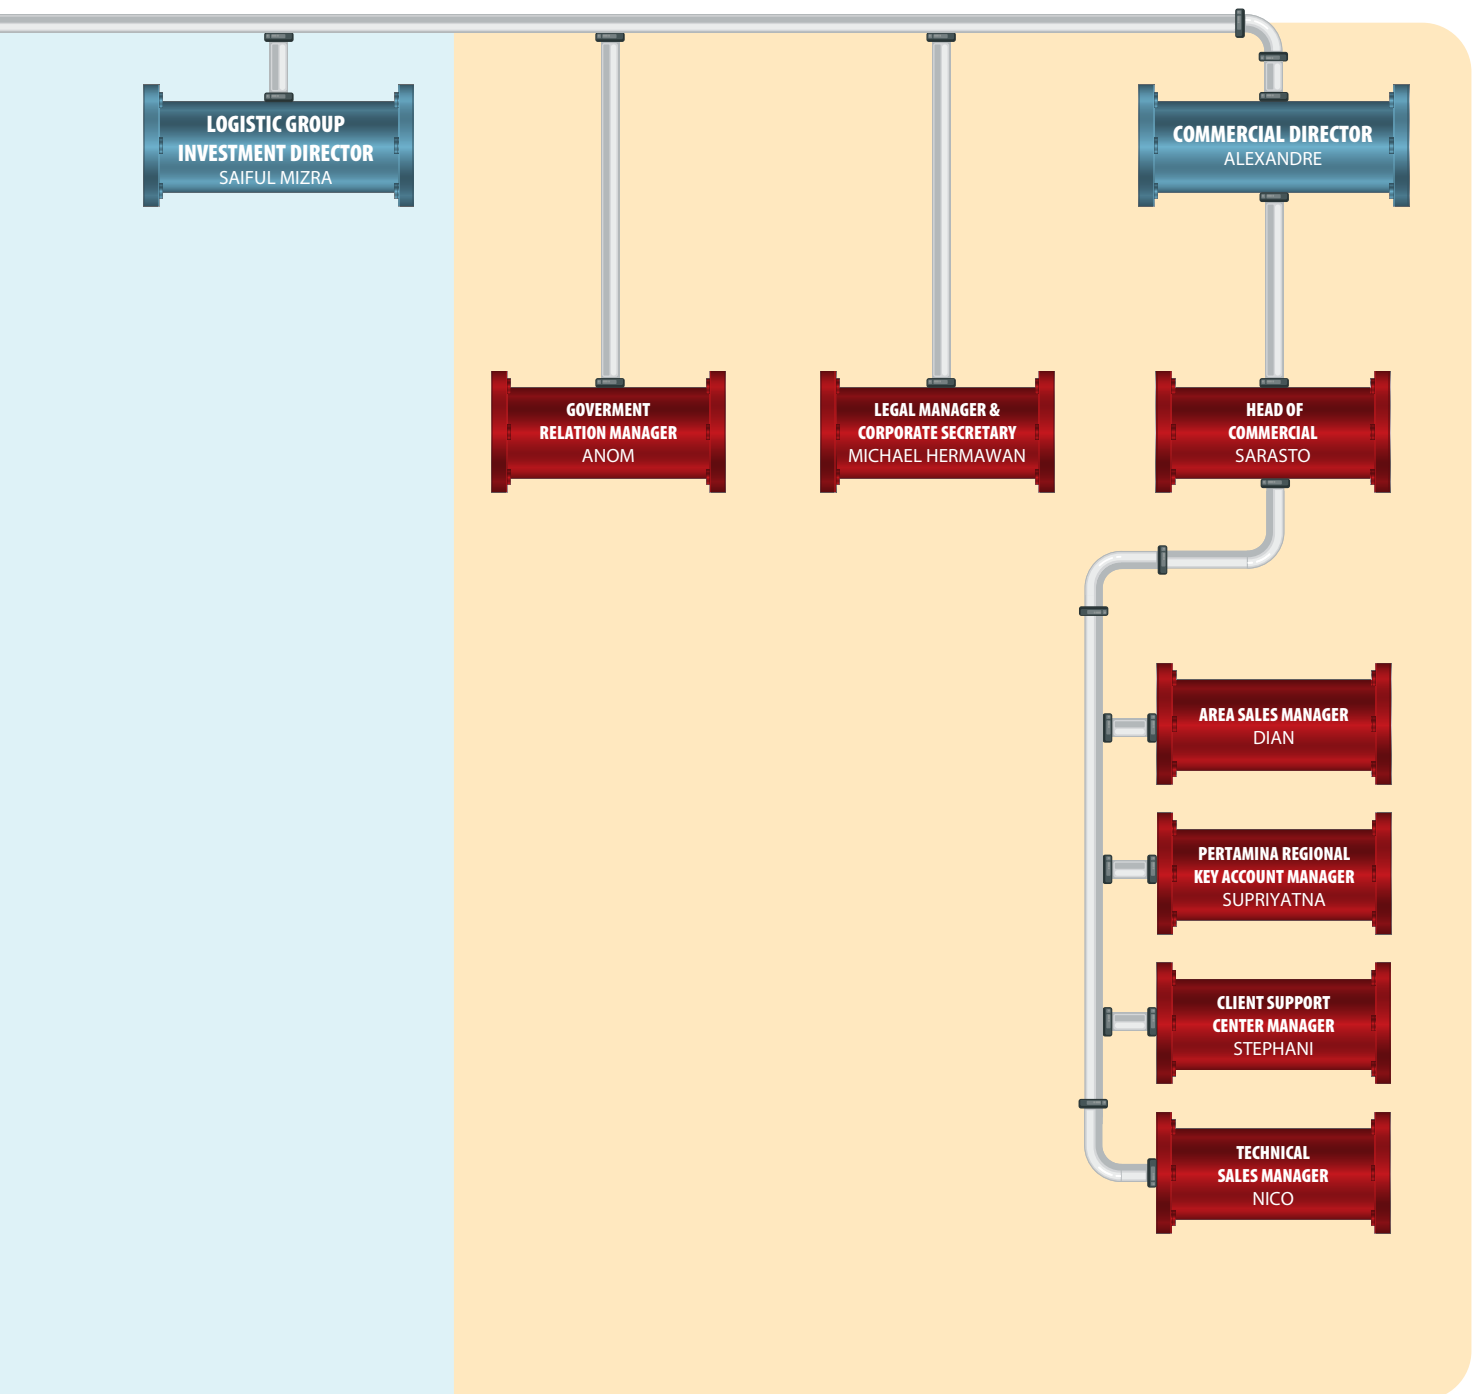 LOGISTIC GROUP
INVESTMENT DIRECTOR
SAIFUL MIZRA
COMMERCIAL DIRECTOR
ALEXANDRE
GOVERMENT
RELATION MANAGER
ANOM
LEGAL MANAGER &
CORPORATE SECRETARY
MICHAEL HERMAWAN
HEAD OF
COMMERCIAL
SARASTO
AREA SALES MANAGER
DIAN
PERTAMINA REGIONAL
KEY ACCOUNT MANAGER
SUPRIYATNA
CLIENT SUPPORT
CENTER MANAGER
STEPHANI
TECHNICAL
SALES MANAGER
NICO